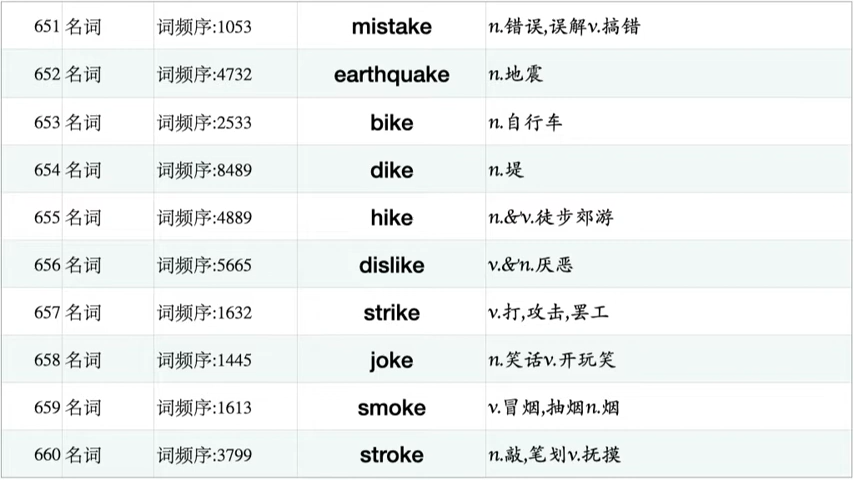 651 名词 词频序:1053 mistake n.错误,误解v.搞错
652 名词 词频序:4732 earthquake n.地震
653 名词 词频序:2533 bike n.自行车
654 名词 词频序:8489 dike n.堤
655 名词 词频序:4889 hike n.&v.徒步郊游
656 名词 词频序:5665 dislike v.&n.厌恶
657 名词 词频序:1632 strike v.打,攻击,罢工
658 名词 词频序:1445 joke n.笑话v.开玩笑
659 名词 词频序:1613 smoke v.冒烟,抽烟n.烟
660 名词 词频序:3799 stroke n.敲,笔划v.抚摸